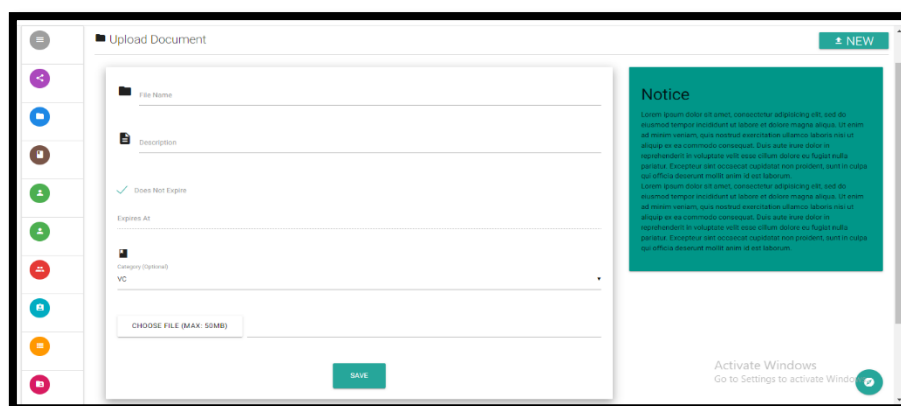 Upload Document
NEW
File Name
Description
Does Not Expire
Expires At
Category (Optional)
VC
CHOOSE FILE (MAX: 50MB)
SAVE
Notice
Lorem ipsum dolor sit amet, consectetur adipisicing elit, sed do
eiusmod tempor incididunt ut labore et dolore magna aliqua. Ut enim
ad minim veniam, quis nostrud exercitation ullamco laboris nisi ut
aliquip ex ea commodo consequat. Duis aute irure dolor in
reprehenderit in voluptate velit esse cillum dolore eu fugiat nulla
pariatur. Excepteur sint occaecat cupidatat non proident, sunt in culpa
qui officia deserunt mollit anim id est laborum.
Lorem ipsum dolor sit amet, consectetur adipisicing elit, sed do
eiusmod tempor incididunt ut labore et dolore magna aliqua. Ut enim
ad minim veniam, quis nostrud exercitation ullamco laboris nisi ut
aliquip ex ea commodo consequat. Duis aute irure dolor in
reprehenderit in voluptate velit esse cillum dolore eu fugiat nulla
pariatur. Excepteur sint occaecat cupidatat non proident, sunt in culpa
qui officia deserunt mollit anim id est laborum.
Activate Windows
Go to Settings to activate Windo